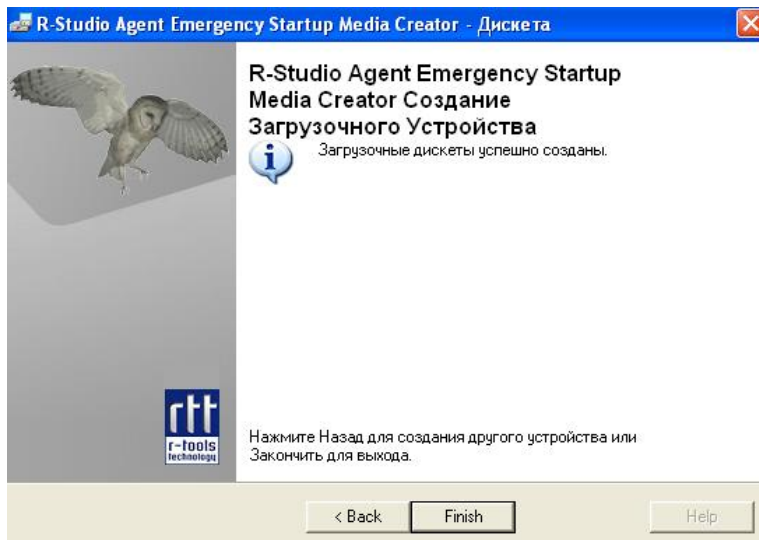 R-Studio Agent Emergency Startup Media Creator - Дискета
R-Studio Agent Emergency Startup
Media Creator Создание
Загрузочного Устройства
Загрузочные дискеты успешно созданы.
rtt
r-tools
technology
Нажмите Назад для создания другого устройства или
Закончить для выхода.
< Back
Finish
Help